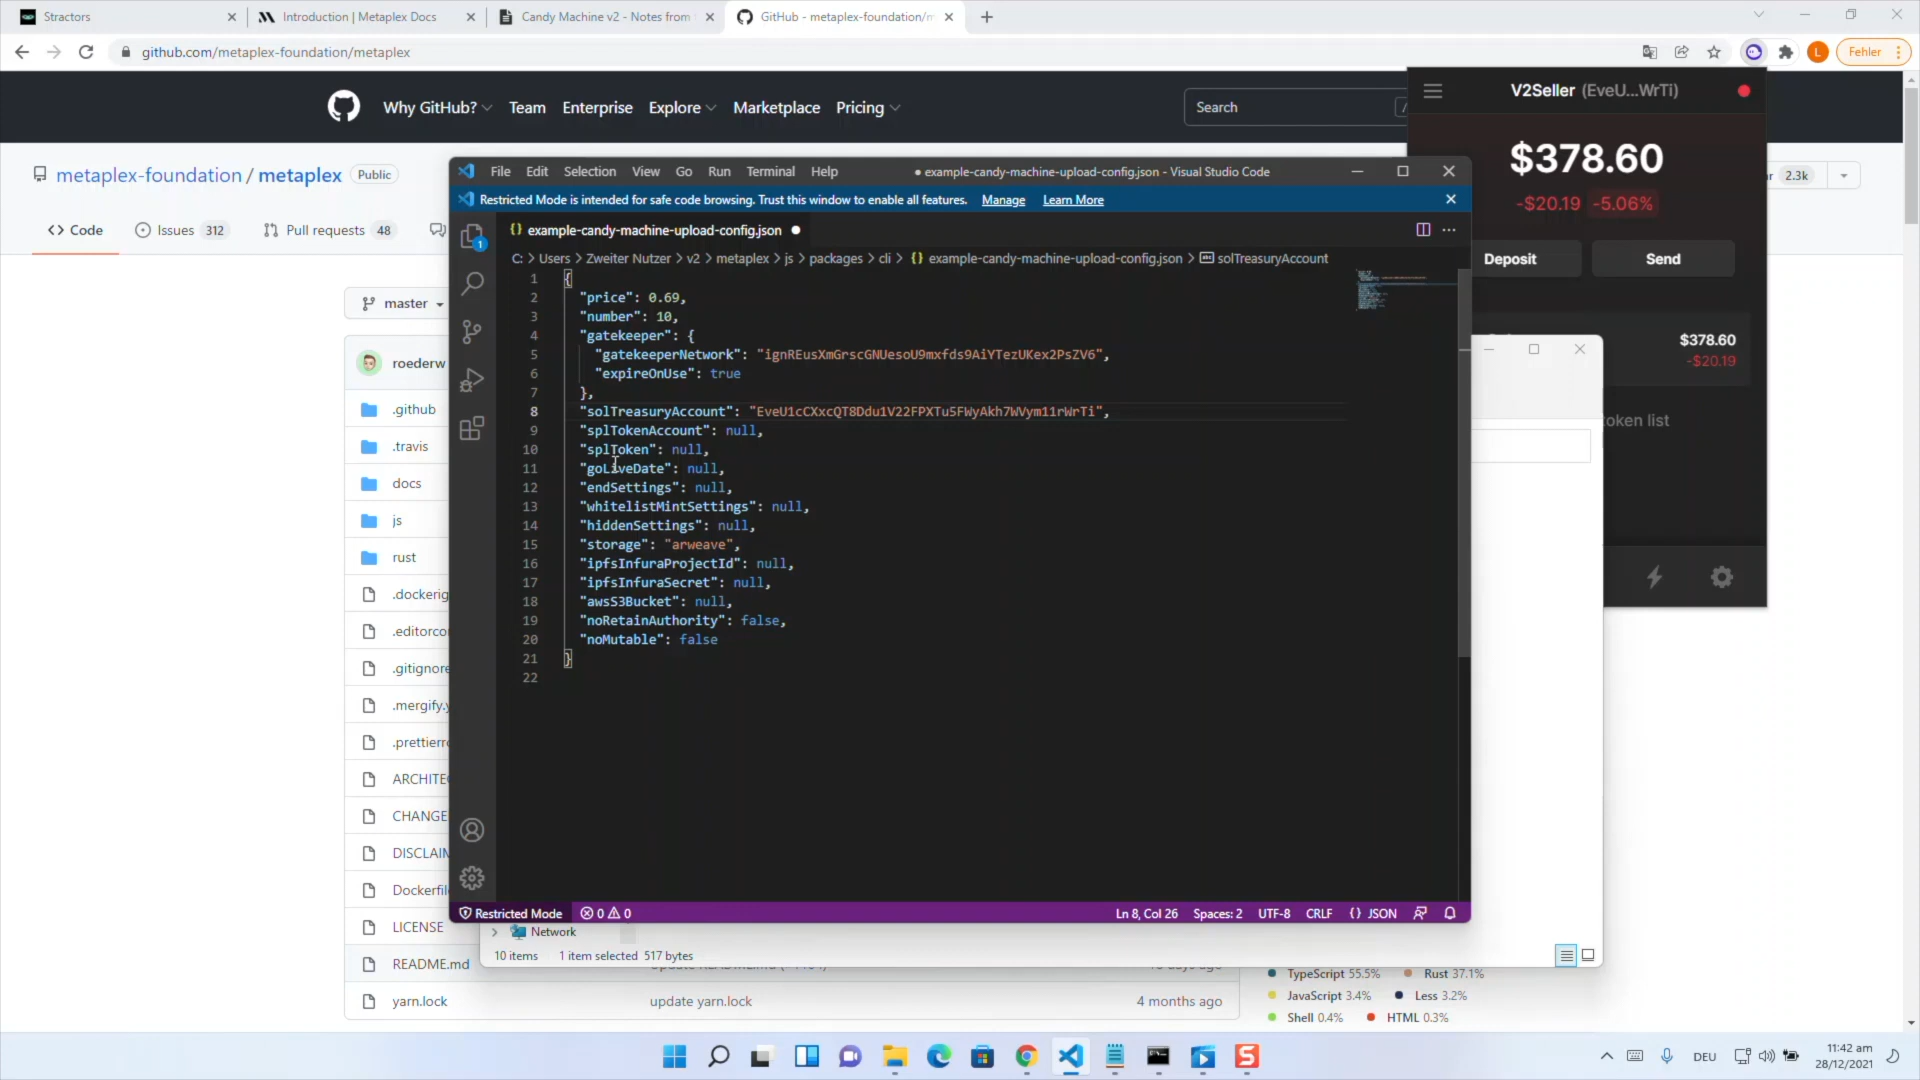 Stractors
Introduction | Metaplex Docs
Candy Machine v2 - Notes from
GitHub - metaplex-foundation/m
github.com/metaplex-foundation/metaplex
L
Fehler
Why GitHub?
Team
Enterprise
Explore
Marketplace
Pricing
Search
/
V2Seller (EveU...WrTi)
$378.60
-$20.19 -5.06%
Deposit
Send
$378.60
-$20.19
token list
metaplex-foundation / metaplex
Public
2.3k
Code
Issues 312
Pull requests 48
master
roederw
.github
.travis
docs
js
rust
.dockerig
.editorco
.gitignore
.mergify.y
.prettierr
ARCHITE
CHANGE
DISCLAIM
Dockerfil
LICENSE
README.md
yarn.lock
update yarn.lock
4 months ago
File Edit Selection View Go Run Terminal Help
● example-candy-machine-upload-config.json - Visual Studio Code
Restricted Mode is intended for safe code browsing. Trust this window to enable all features. Manage Learn More
1
{} example-candy-machine-upload-config.json ●
C: > Users > Zweiter Nutzer > v2 > metaplex > js > packages > cli > {} example-candy-machine-upload-config.json > solTreasuryAccount
1 {
2 "price": 0.69,
3 "number": 10,
4 "gatekeeper": {
5 "gatekeeperNetwork": "ignREusXmGrscGNUesoU9mxfds9AiYTezUKex2PsZV6",
6 "expireOnUse": true
7 },
8 "solTreasuryAccount": "EveU1cCXxcQT8Ddu1V22FPXTu5FWyAkh7WVym11rWrTi",
9 "splTokenAccount": null,
10 "splToken": null,
11 "goLiveDate": null,
12 "endSettings": null,
13 "whitelistMintSettings": null,
14 "hiddenSettings": null,
15 "storage": "arweave",
16 "ipfsInfuraProjectId": null,
17 "ipfsInfuraSecret": null,
18 "awsS3Bucket": null,
19 "noRetainAuthority": false,
20 "noMutable": false
21 }
22
Restricted Mode 0 0
Ln 8, Col 26 Spaces: 2 UTF-8 CRLF {} JSON
Network
10 items 1 item selected 517 bytes
TypeScript 55.5% Rust 37.1%
JavaScript 3.4% Less 3.2%
Shell 0.4% HTML 0.3%
DEU
11:42 am
28/12/2021